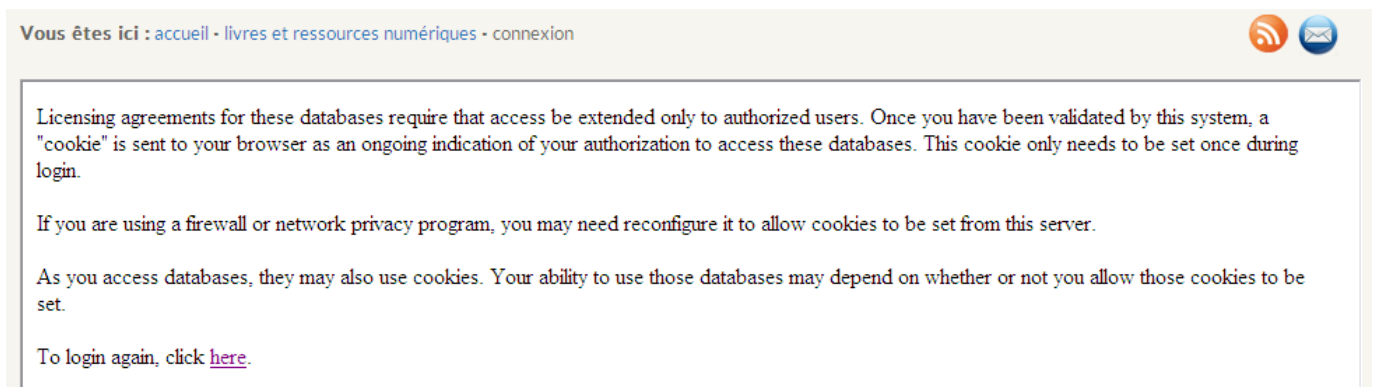 Vous êtes ici : accueil - livres et ressources numériques - connexion
Licensing agreements for these databases require that access be extended only to authorized users. Once you have been validated by this system, a
"cookie" is sent to your browser as an ongoing indication of your authorization to access these databases. This cookie only needs to be set once during
login.
If you are using a firewall or network privacy program, you may need reconfigure it to allow cookies to be set from this server.
As you access databases, they may also use cookies. Your ability to use those databases may depend on whether or not you allow those cookies to be
set.
To login again, click here.